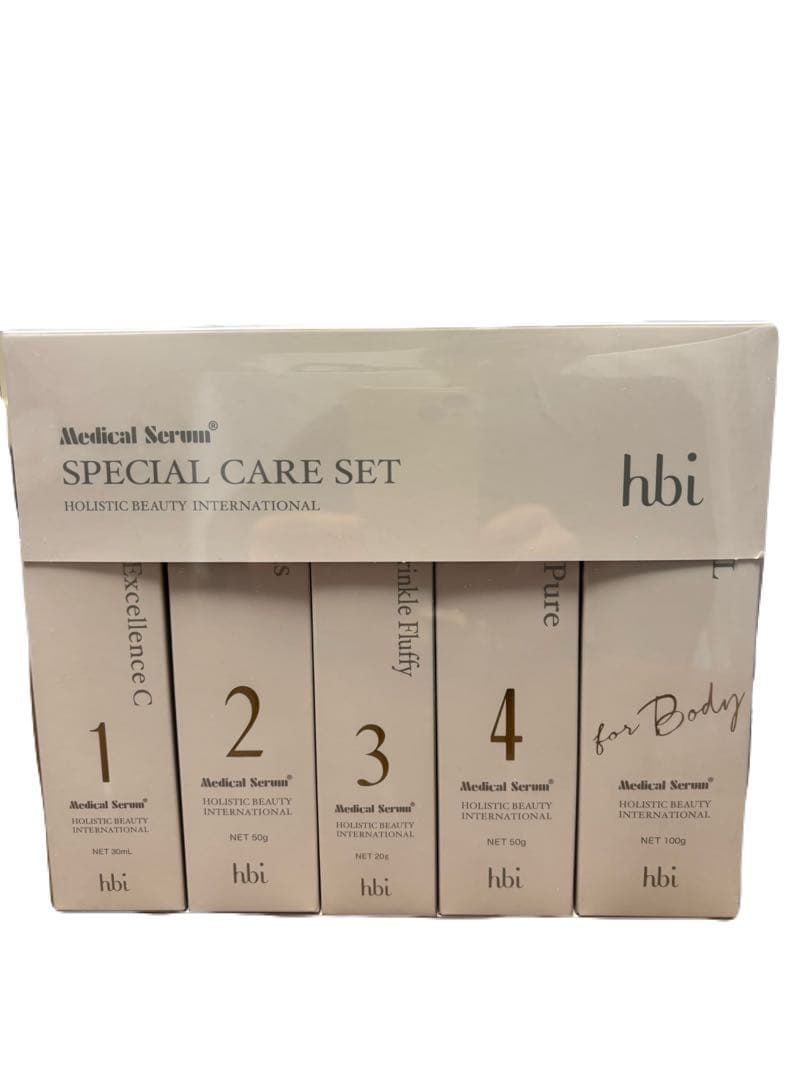 Medical Serum®
SPECIAL CARE SET
HOLISTIC BEAUTY INTERNATIONAL
hbi
Excellence C
1
Medical Serum®
HOLISTIC BEAUTY
INTERNATIONAL
NET 30mL
hbi
2
Medical Serum®
HOLISTIC BEAUTY
INTERNATIONAL
NET 50g
hbi
Fluffy
3
Medical Serum®
HOLISTIC BEAUTY
INTERNATIONAL
NET 20g
hbi
Pure
4
Medical Serum®
HOLISTIC BEAUTY
INTERNATIONAL
NET 50g
hbi
for Body
Medical Serum®
HOLISTIC BEAUTY
INTERNATIONAL
NET 100g
hbi